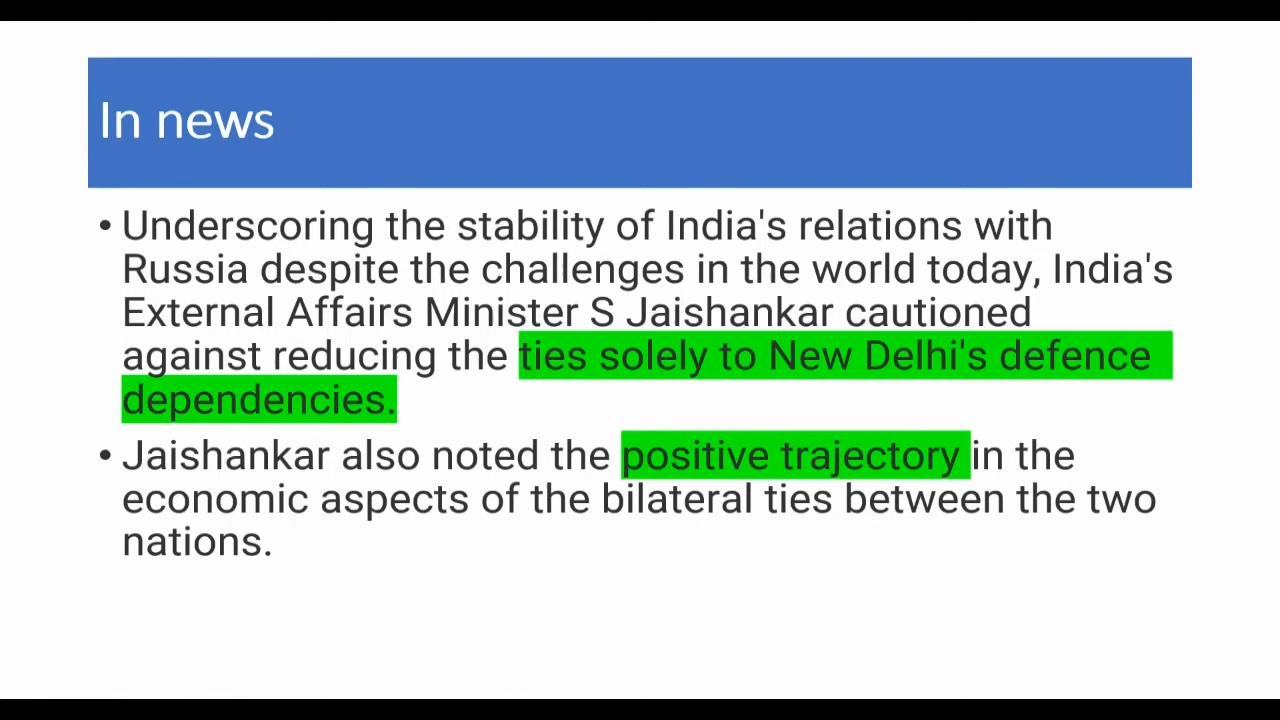 In news
• Underscoring the stability of India's relations with
Russia despite the challenges in the world today, India's
External Affairs Minister S Jaishankar cautioned
against reducing the ties solely to New Delhi's defence
dependencies.
• Jaishankar also noted the positive trajectory in the
economic aspects of the bilateral ties between the two
nations.